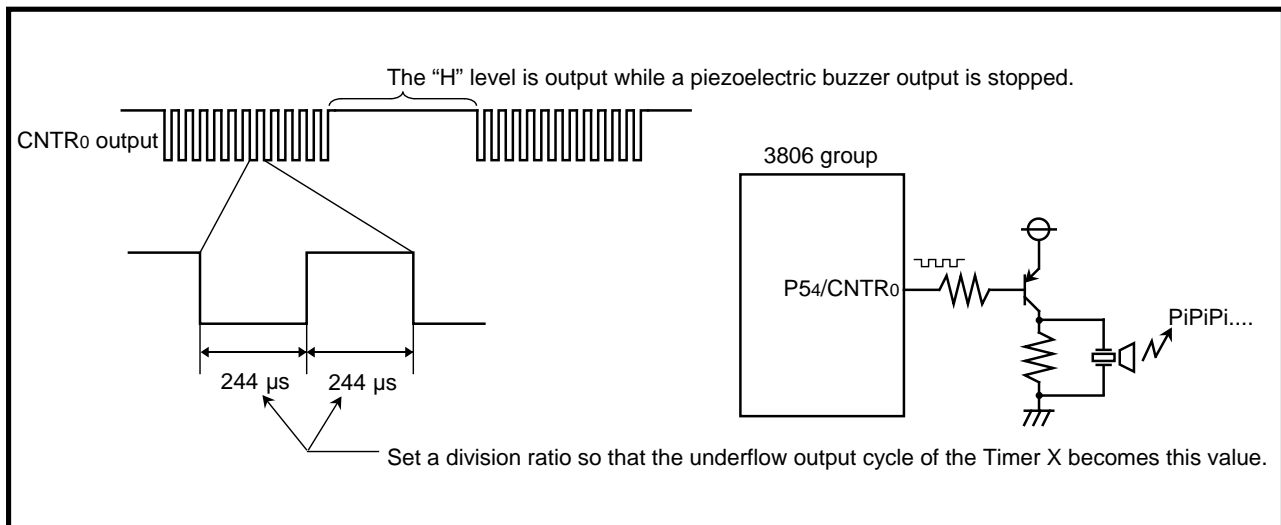 The “H” level is output while a piezoelectric buzzer output is stopped.
CNTR0 output
3806 group
P54/CNTR0
PiPiPi....
244 µs
244 µs
Set a division ratio so that the underflow output cycle of the Timer X becomes this value.